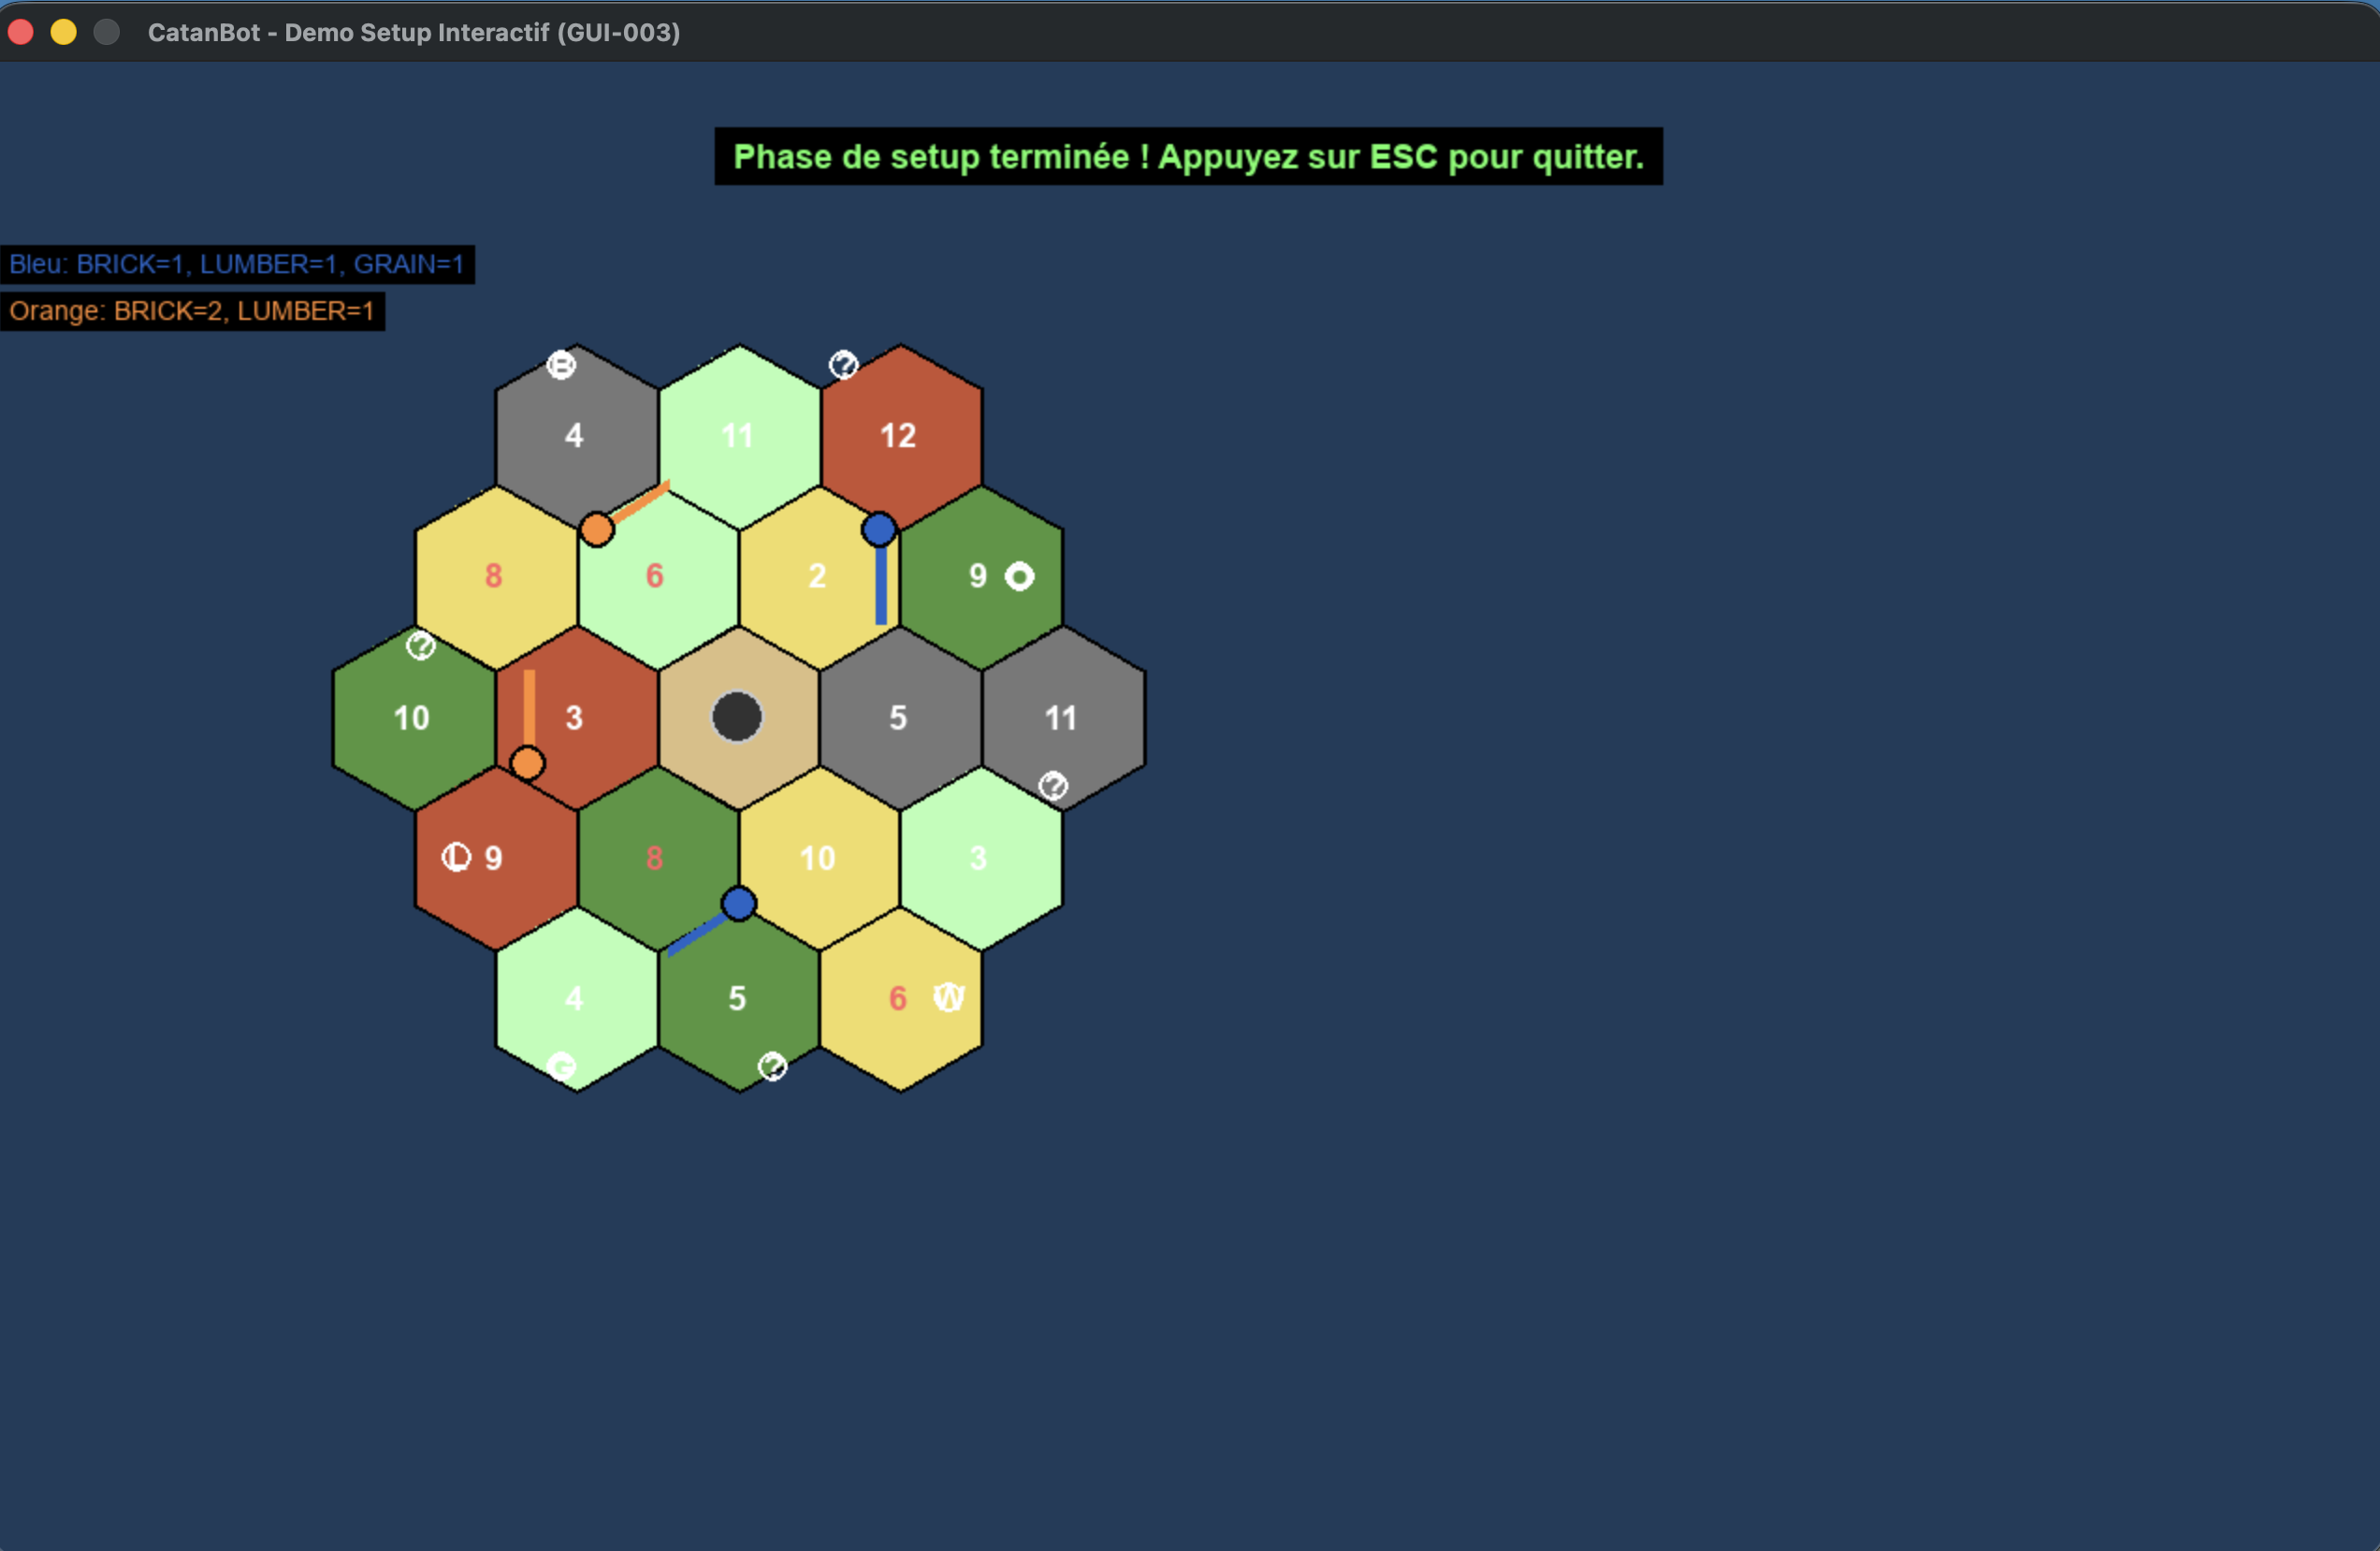 CatanBot - Demo Setup Interactif (GUI-003)
Phase de setup terminée ! Appuyez sur ESC pour quitter.
Bleu: BRICK=1, LUMBER=1, GRAIN=1
Orange: BRICK=2, LUMBER=1
B ?
4 11 12
8 6 2 9 O
?
10 3 5 11
?
L 9 8 10 3
4 5 6 W
G ?